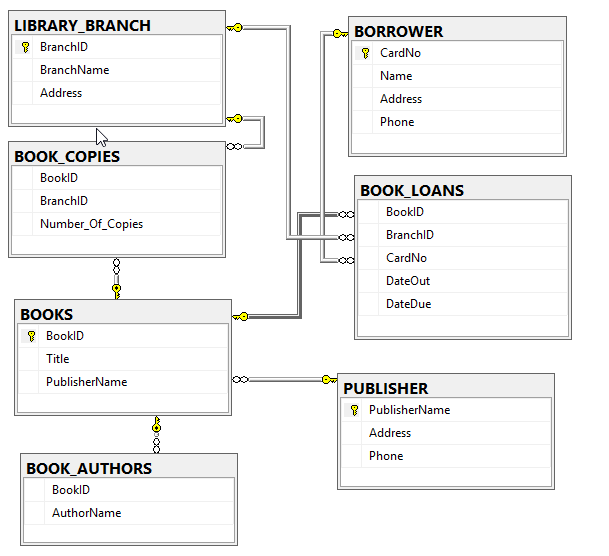 LIBRARY_BRANCH
BranchID
BranchName
Address
BOOK_COPIES
BookID
BranchID
Number_Of_Copies
BOOKS
BookID
Title
PublisherName
BOOK_AUTHORS
BookID
AuthorName
BORROWER
CardNo
Name
Address
Phone
BOOK_LOANS
BookID
BranchID
CardNo
DateOut
DateDue
PUBLISHER
PublisherName
Address
Phone